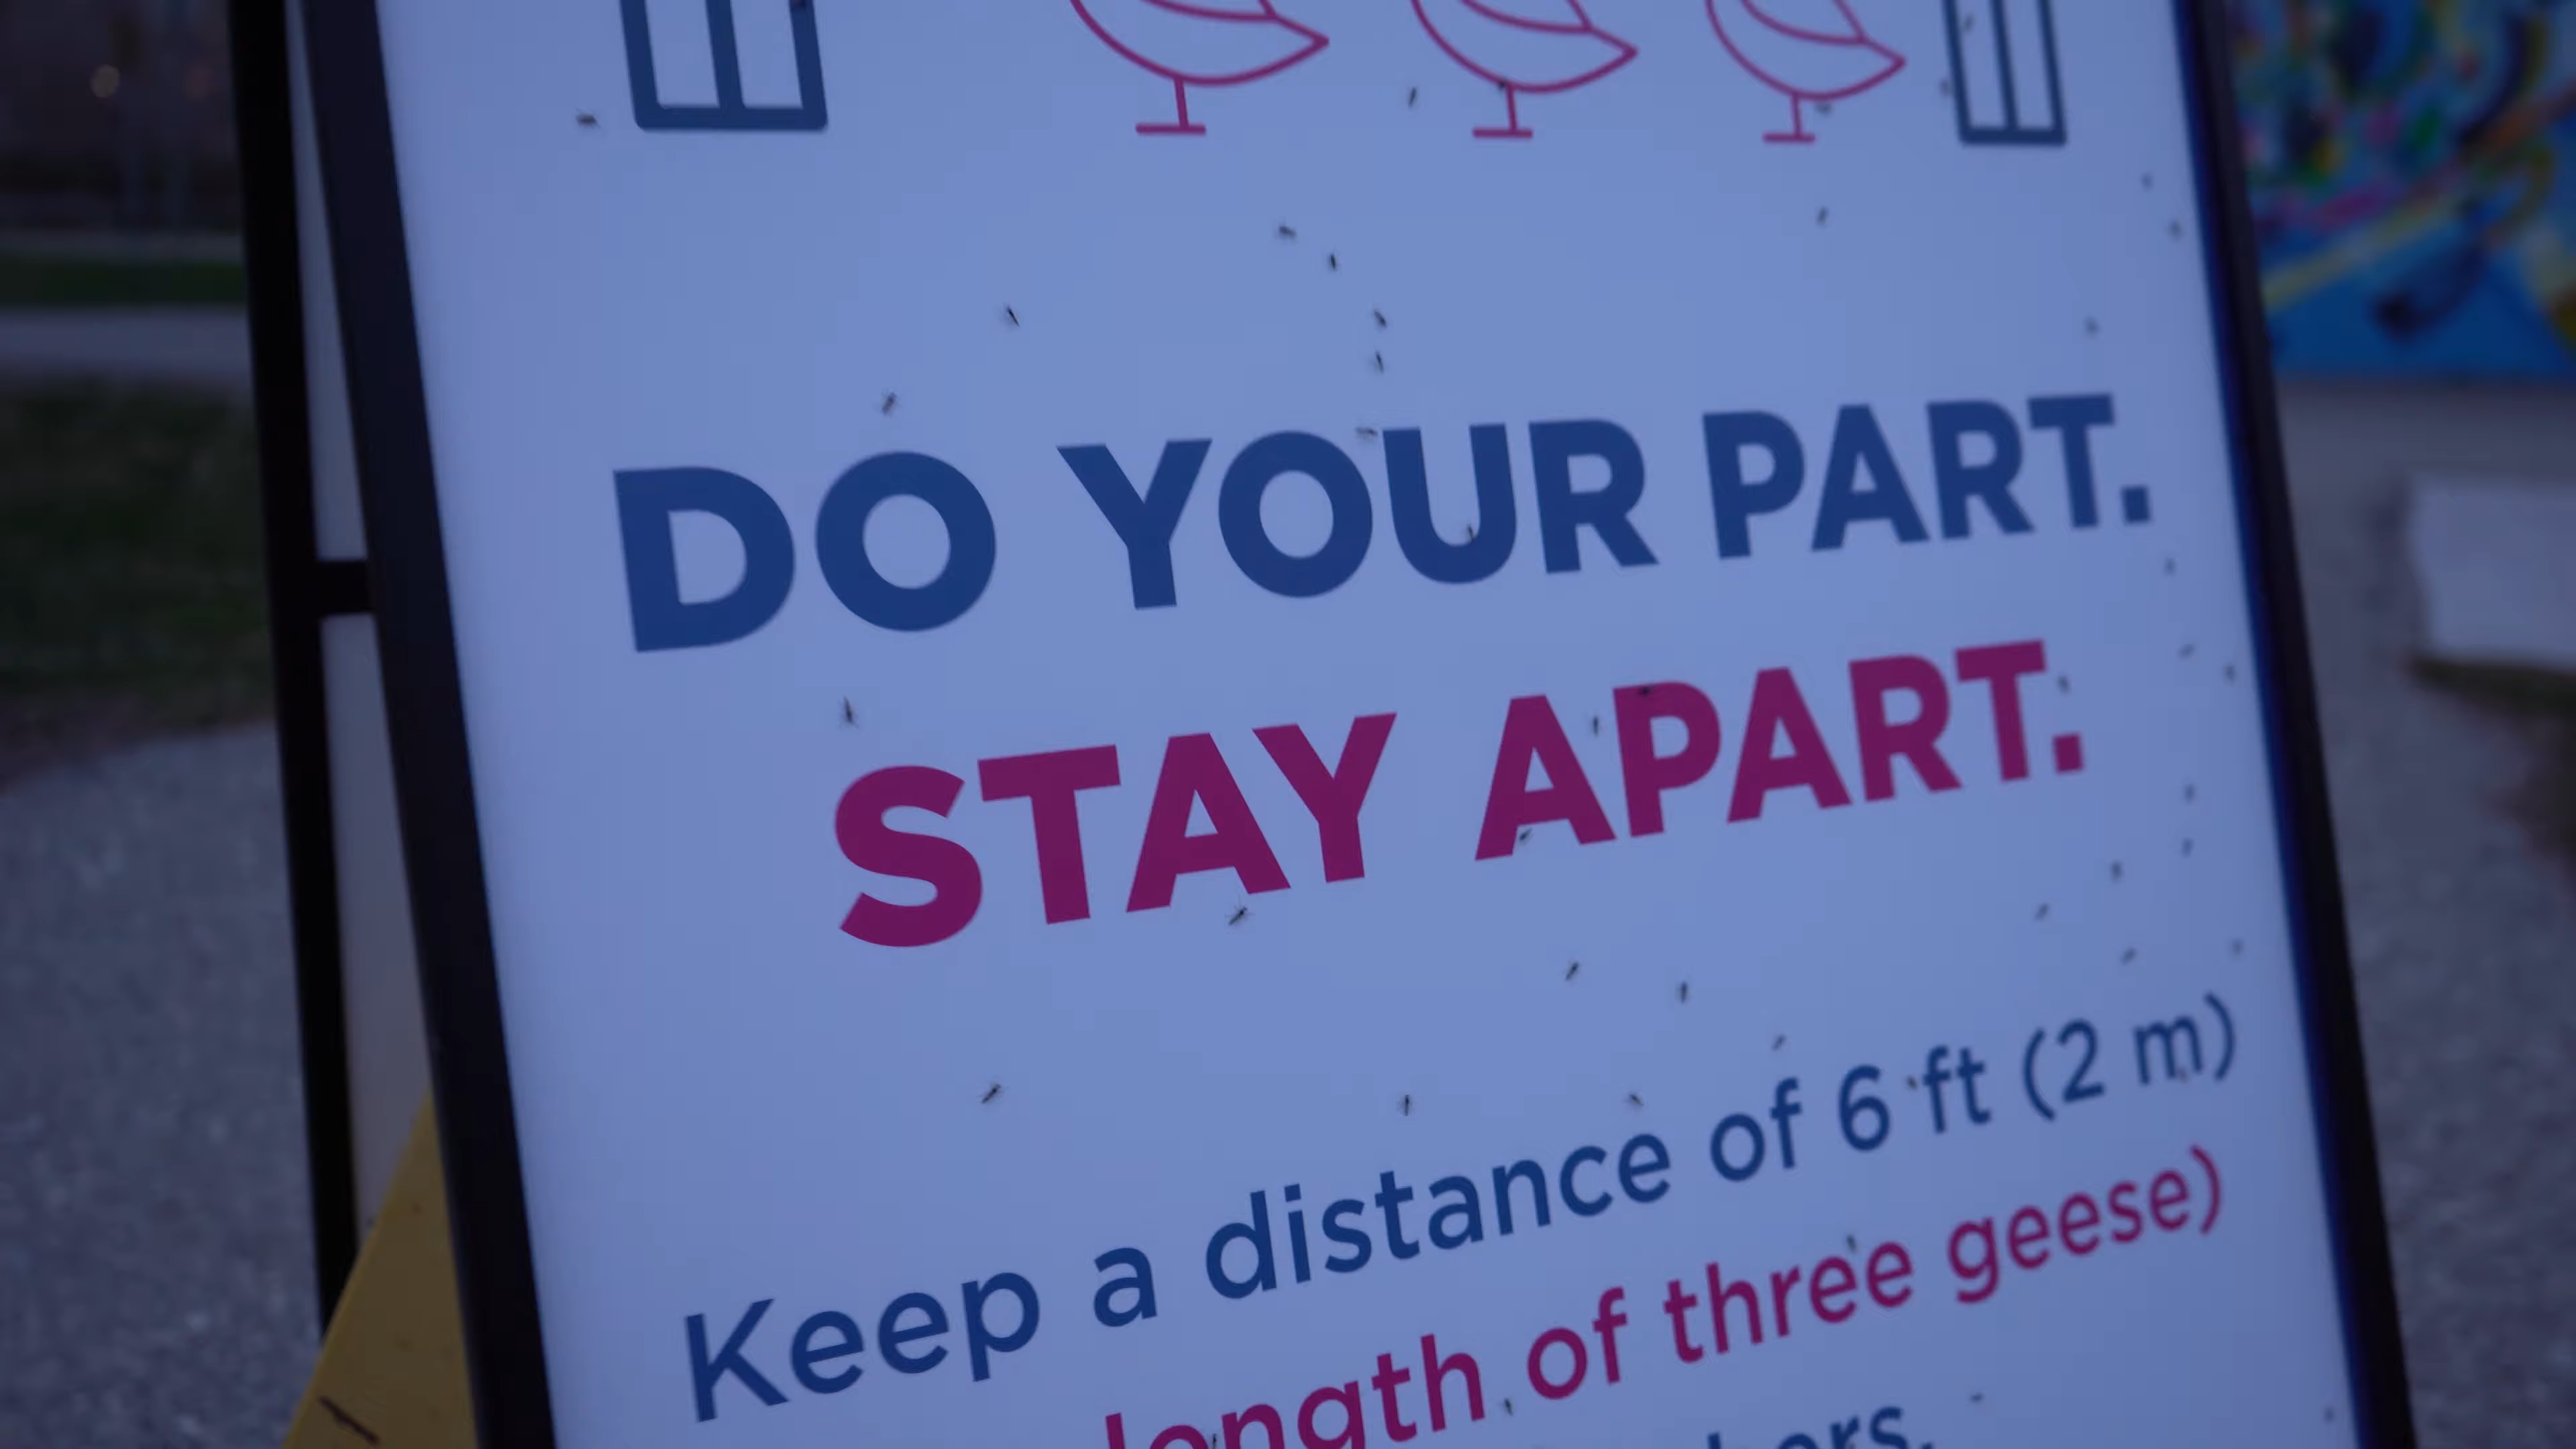 DO YOUR PART.
STAY APART.
Keep a distance of 6 ft (2 m)
length of three geese)